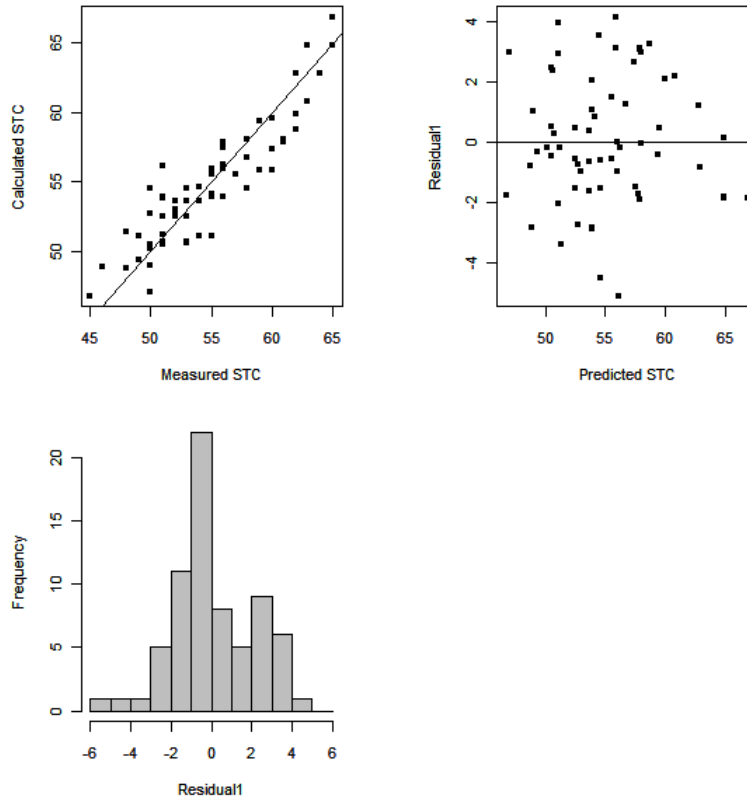 Calculated STC
65
60
55
50
45 50 55 60 65
Measured STC
Residual1
4
2
0
-2
-4
50 55 60 65
Predicted STC
Frequency
20
15
10
5
0
-6 -4 -2 0 2 4 6
Residual1